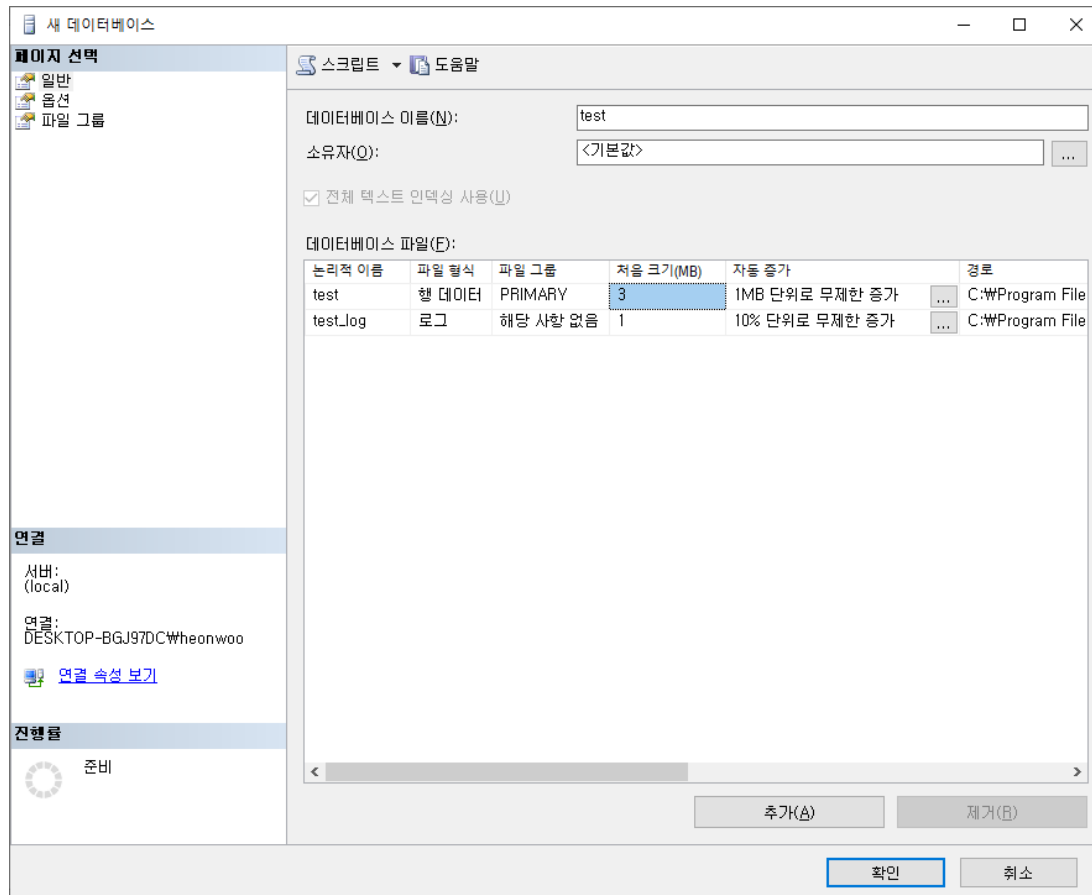 새 데이터베이스
페이지 선택
일반
옵션
파일 그룹
스크립트 도움말
데이터베이스 이름(N): test
소유자(O): <기본값> ...
전체 텍스트 인덱싱 사용(U)
데이터베이스 파일(F):
논리적 이름 파일 형식 파일 그룹 처음 크기(MB) 자동 증가 경로
test 행 데이터 PRIMARY 3 1MB 단위로 무제한 증가 ... C:₩Program File
test_log 로그 해당 사항 없음 1 10% 단위로 무제한 증가 ... C:₩Program File
연결
서버:
(local)
연결:
DESKTOP-BGJ97DC₩heonwoo
연결 속성 보기
진행률
준비
추가(A) 제거(R)
확인 취소